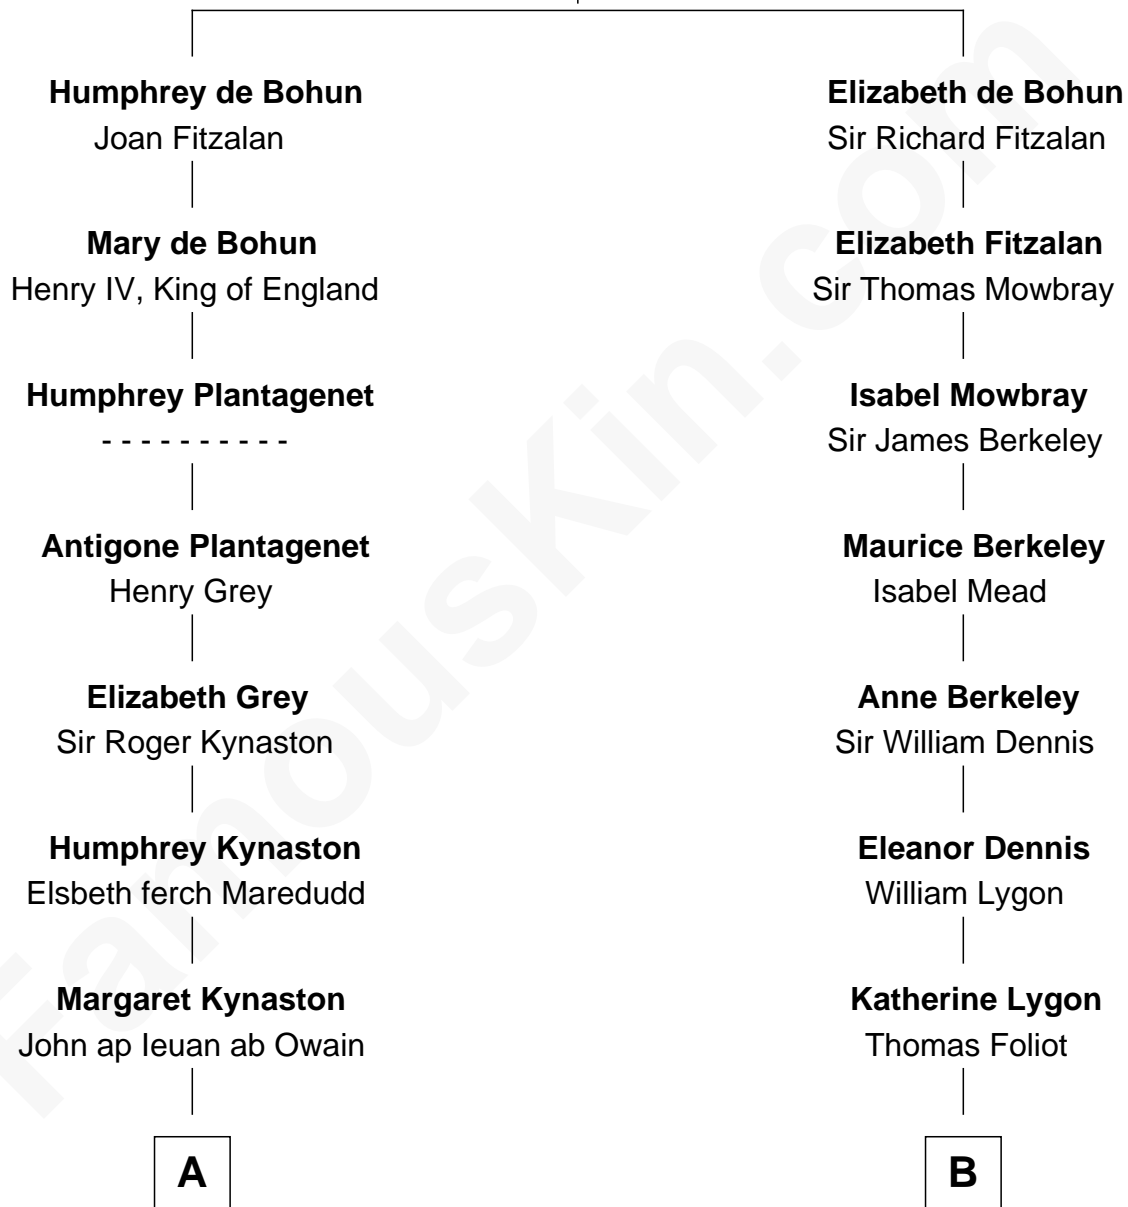 Humphrey de Bohun
Joan Fitzalan
Mary de Bohun
Henry IV, King of England
Humphrey Plantagenet
- - - - - - - - - -
Antigone Plantagenet
Henry Grey
Elizabeth Grey
Sir Roger Kynaston
Humphrey Kynaston
Elsbeth ferch Maredudd
Margaret Kynaston
John ap Ieuan ab Owain
A
Elizabeth de Bohun
Sir Richard Fitzalan
Elizabeth Fitzalan
Sir Thomas Mowbray
Isabel Mowbray
Sir James Berkeley
Maurice Berkeley
Isabel Mead
Anne Berkeley
Sir William Dennis
Eleanor Dennis
William Lygon
Katherine Lygon
Thomas Foliot
B
FamousKin.com